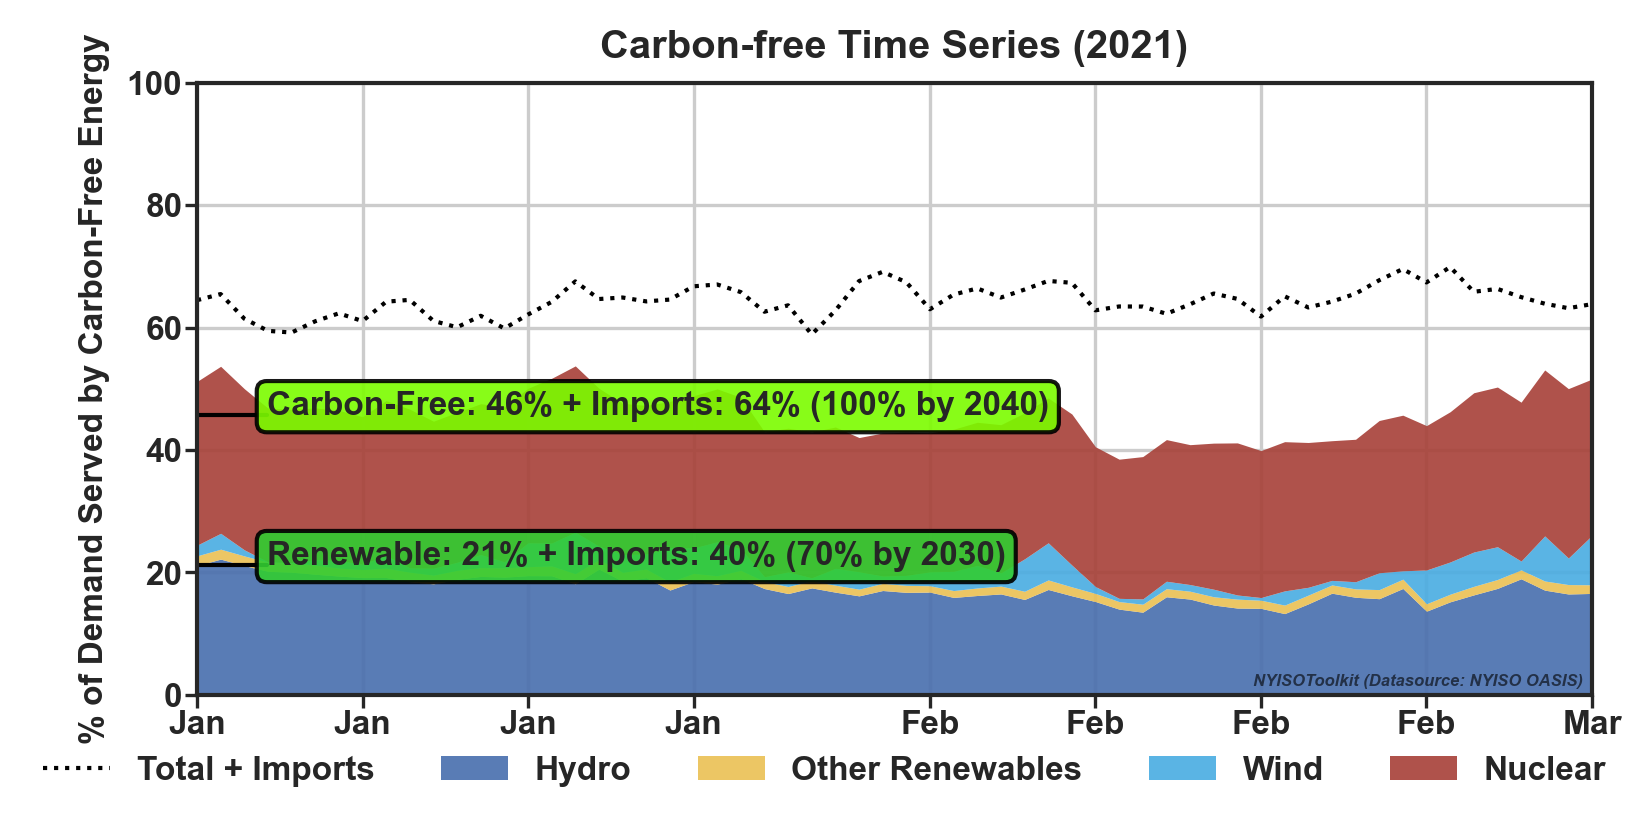 Carbon-free Time Series (2021)
% of Demand Served by Carbon-Free Energy
100
80
60
40
20
0
Carbon-Free: 46% + Imports: 64% (100% by 2040)
Renewable: 21% + Imports: 40% (70% by 2030)
NYISOToolkit (Datasource: NYISO OASIS)
Jan Jan Jan Jan Feb Feb Feb Feb Mar
Total + Imports Hydro Other Renewables Wind Nuclear